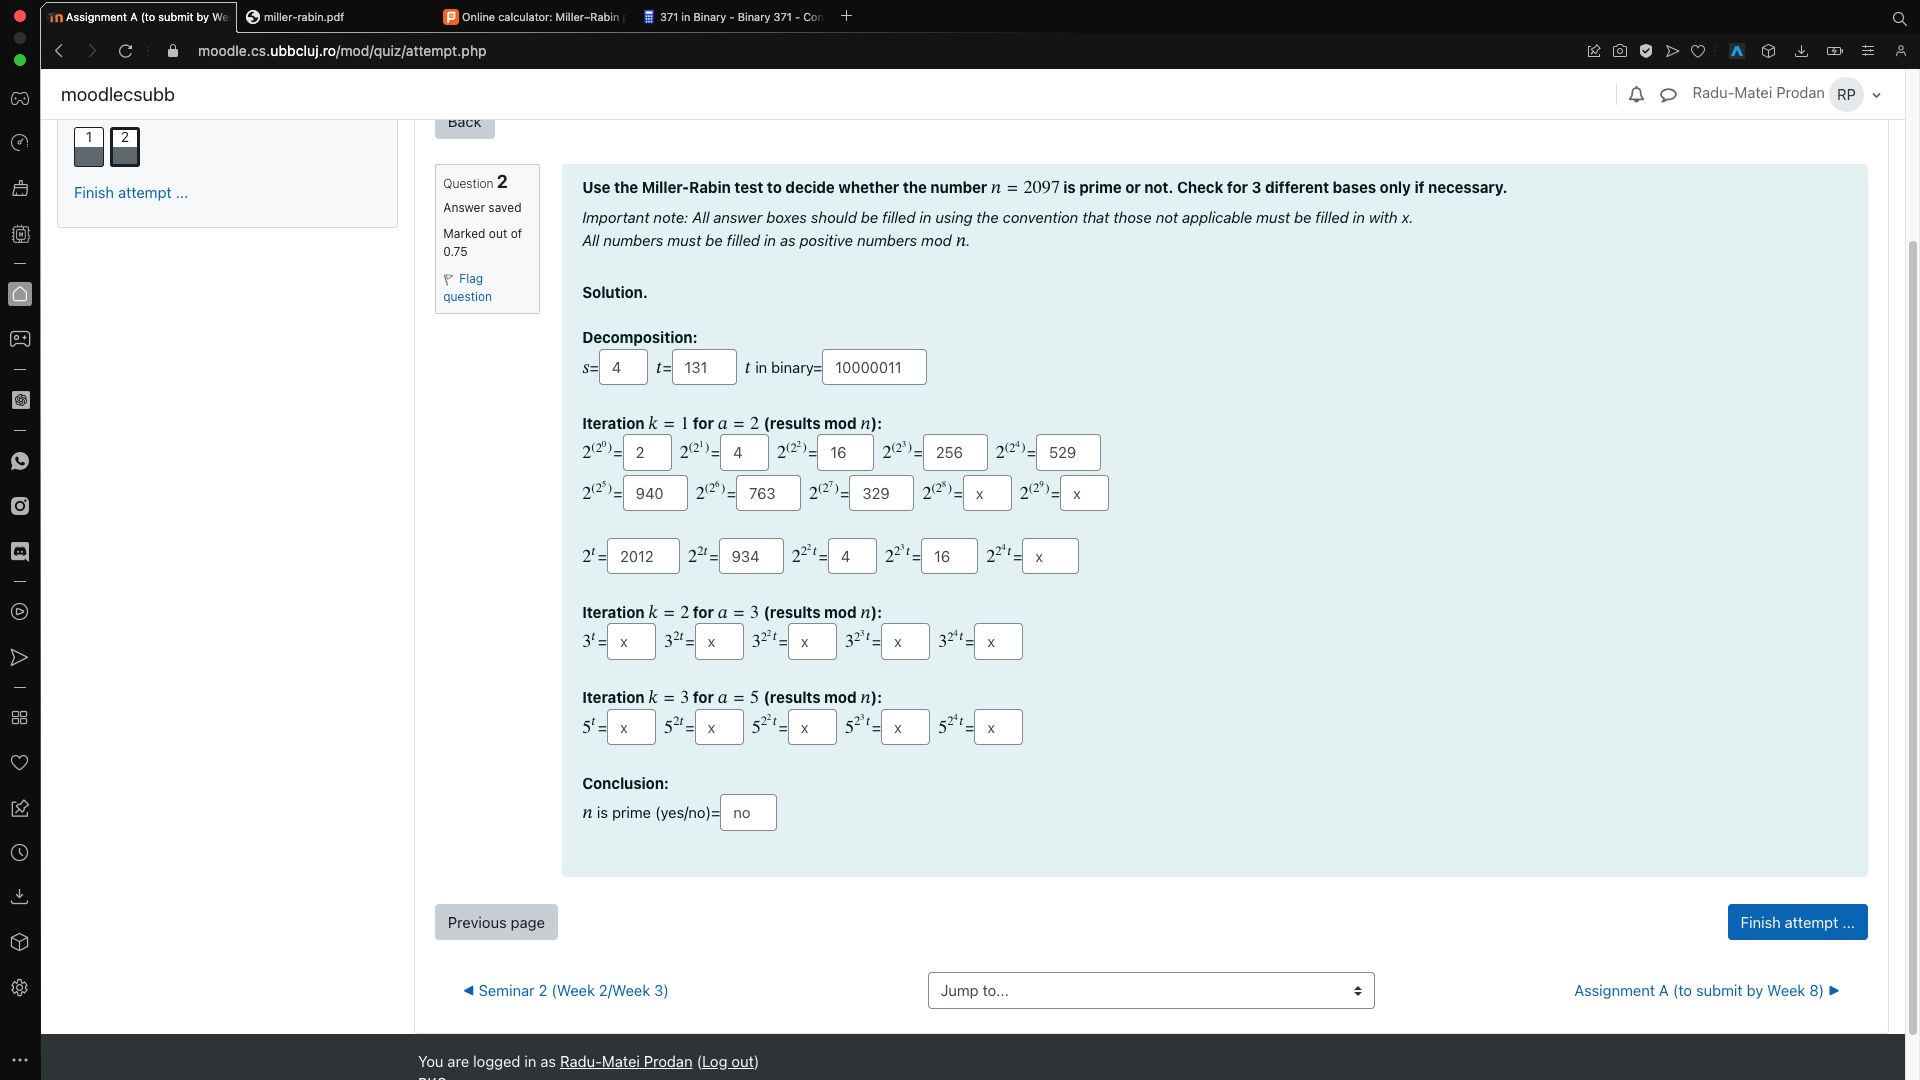 Assignment A (to submit by We
miller-rabin.pdf
Online calculator: Miller–Rabin p
371 in Binary - Binary 371 - Con
moodle.cs.ubbcluj.ro/mod/quiz/attempt.php
moodlecsubb
Radu-Matei Prodan RP
1 2
Finish attempt ...
Back
Question 2
Answer saved
Marked out of
0.75
Flag
question
Use the Miller-Rabin test to decide whether the number n = 2097 is prime or not. Check for 3 different bases only if necessary.
Important note: All answer boxes should be filled in using the convention that those not applicable must be filled in with x.
All numbers must be filled in as positive numbers mod n.
Solution.
Decomposition:
s= 4 t= 131 t in binary= 10000011
Iteration k = 1 for a = 2 (results mod n):
2^(2^0)= 2 2^(2^1)= 4 2^(2^2)= 16 2^(2^3)= 256 2^(2^4)= 529
2^(2^5)= 940 2^(2^6)= 763 2^(2^7)= 329 2^(2^8)= x 2^(2^9)= x
2^t= 2012 2^2t= 934 2^2^2t= 4 2^2^3t= 16 2^2^4t= x
Iteration k = 2 for a = 3 (results mod n):
3^t= x 3^2t= x 3^2^2t= x 3^2^3t= x 3^2^4t= x
Iteration k = 3 for a = 5 (results mod n):
5^t= x 5^2t= x 5^2^2t= x 5^2^3t= x 5^2^4t= x
Conclusion:
n is prime (yes/no)= no
Previous page
Finish attempt ...
◄ Seminar 2 (Week 2/Week 3)
Jump to...
Assignment A (to submit by Week 8) ►
You are logged in as Radu-Matei Prodan (Log out)